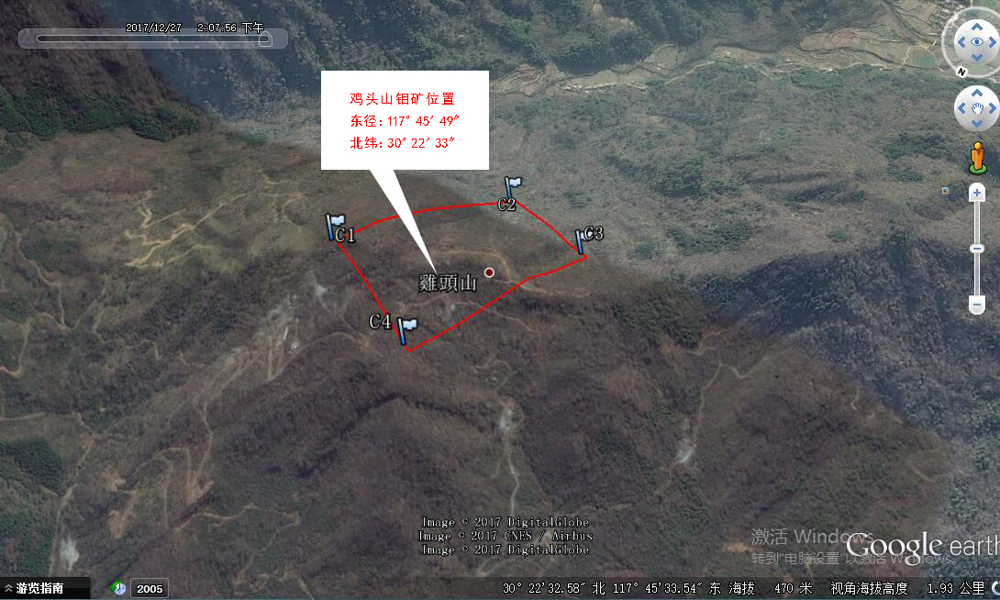 2017/12/27 2:07:56 下午
鸡头山钼矿位置
东径：117° 45′ 49″
北纬：30° 22′ 33″
N
C2
C1
C3
雞頭山
C4
Image © 2017 DigitalGlobe
Image © 2017 CNES / Airbus
Image © 2017 DigitalGlobe
激活 Windows
转到"电脑设置"以激活 Windows。
Google earth
游览指南
2005
30° 22′32.58″ 北 117° 45′33.54″ 东 海拔 470 米 视角海拔高度 1.93 公里